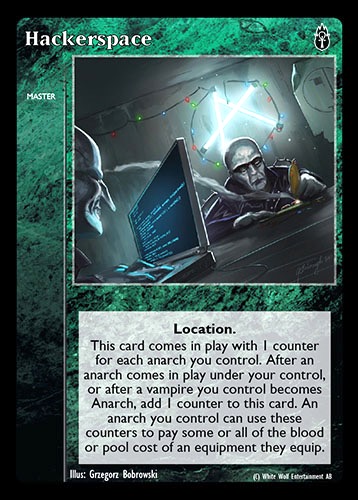 Hackerspace
MASTER
Location.
This card comes in play with 1 counter
for each anarch you control. After an
anarch comes in play under your control,
or after a vampire you control becomes
Anarch, add 1 counter to this card. An
anarch you control can use these
counters to pay some or all of the blood
or pool cost of an equipment they equip.
Illus: Grzegorz Bobrowski
(C) White Wolf Entertainment AB